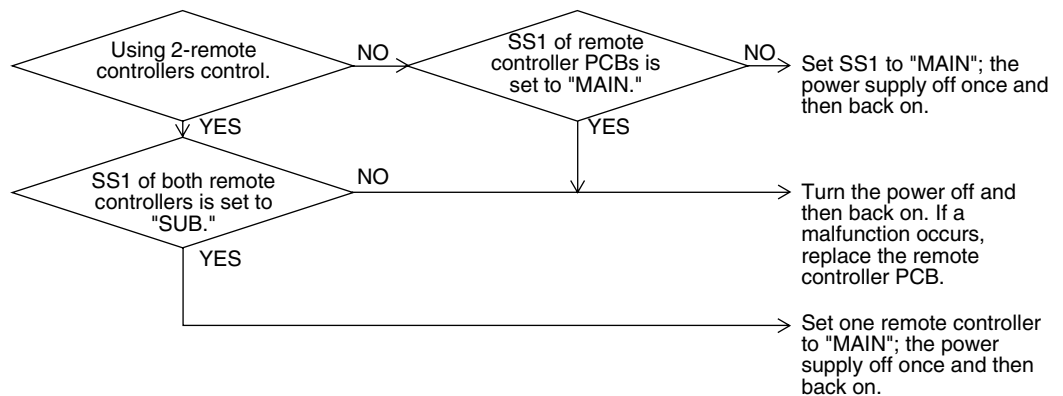 Using 2-remote
controllers control.
NO
SS1 of remote
controller PCBs is
set to "MAIN."
NO
Set SS1 to "MAIN"; the
power supply off once and
then back on.
YES
YES
SS1 of both remote
controllers is set to
"SUB."
NO
Turn the power off and
then back on. If a
malfunction occurs,
replace the remote
controller PCB.
YES
Set one remote controller
to "MAIN"; the power
supply off once and then
back on.